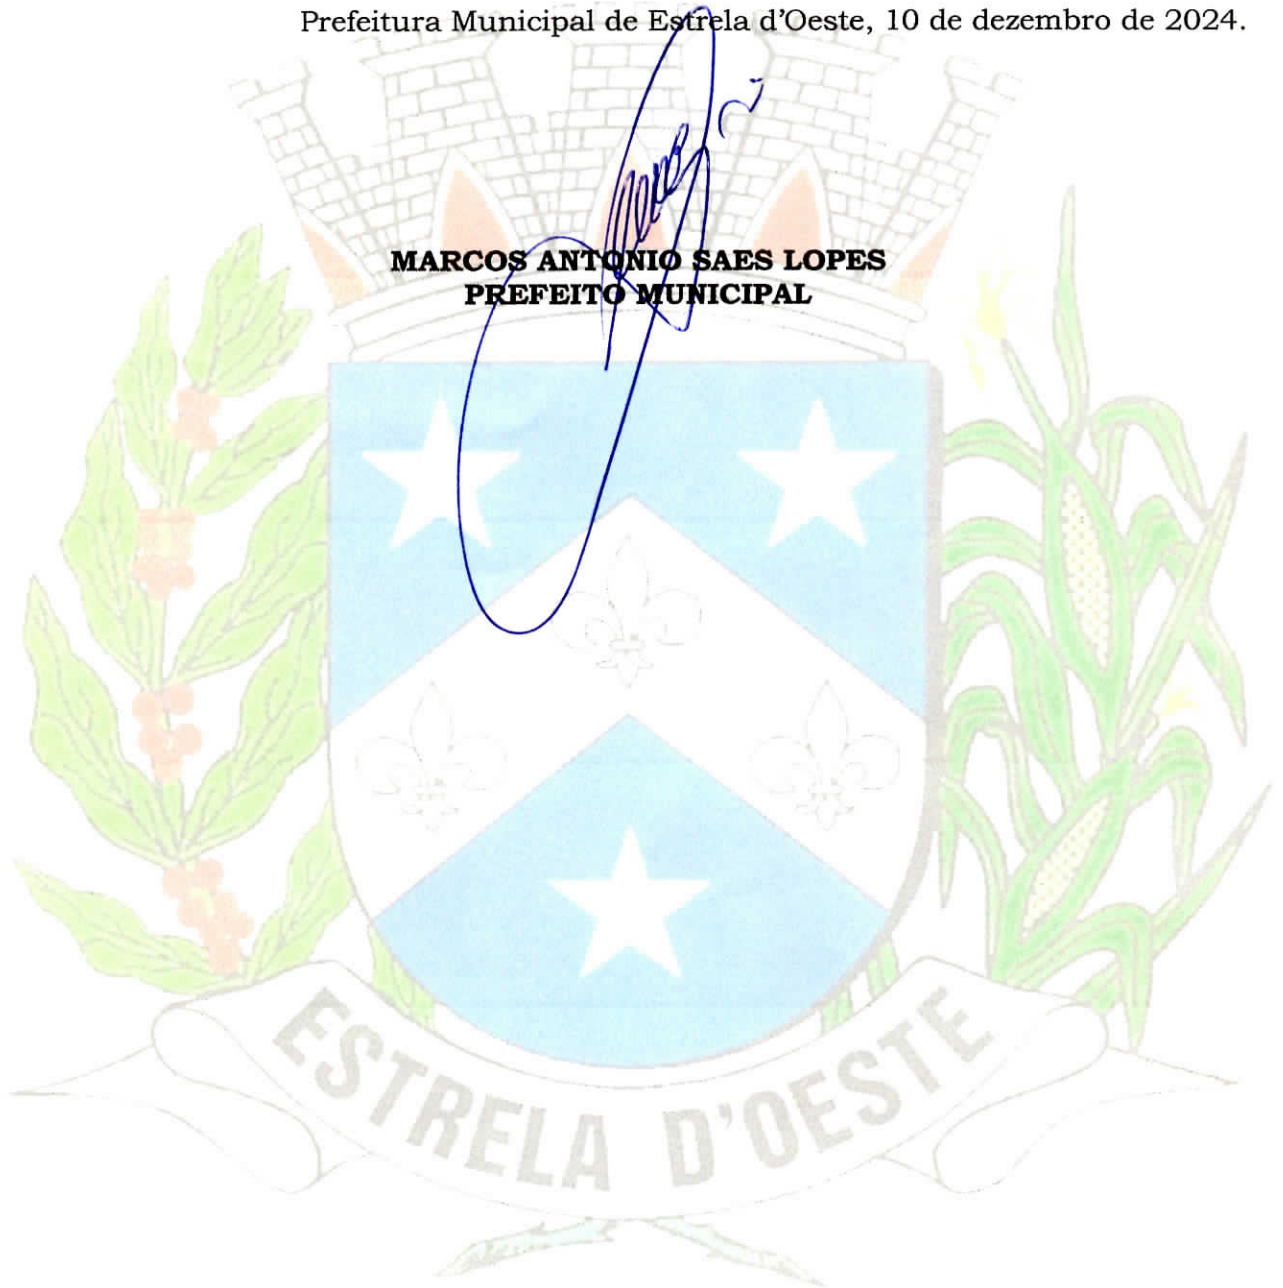 Prefeitura Municipal de Estrela d’Oeste, 10 de dezembro de 2024.
MARCOS ANTONIO SAES LOPES
PREFEITO MUNICIPAL
ESTRELA D'OESTE